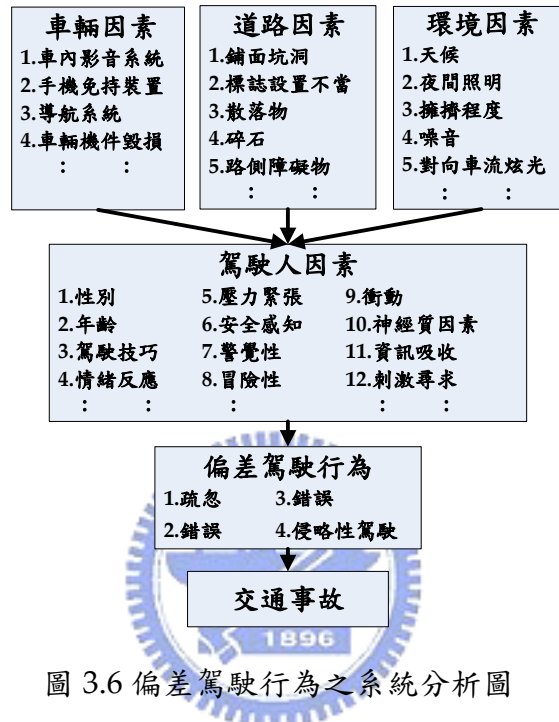 車輛因素
1.車內影音系統
2.手機免持裝置
3.導航系統
4.車輛機件毀損
： ：
道路因素
1.鋪面坑洞
2.標誌設置不當
3.散落物
4.碎石
5.路側障礙物
： ：
環境因素
1.天候
2.夜間照明
3.擁擠程度
4.噪音
5.對向車流炫光
： ：
駕駛人因素
1.性別 5.壓力緊張 9.衝動
2.年齡 6.安全感知 10.神經質因素
3.駕駛技巧 7.警覺性 11.資訊吸收
4.情緒反應 8.冒險性 12.刺激尋求
： ： ： ： ：
偏差駕駛行為
1.疏忽 3.錯誤
2.錯誤 4.侵略性駕駛
交通事故
1896
圖 3.6 偏差駕駛行為之系統分析圖